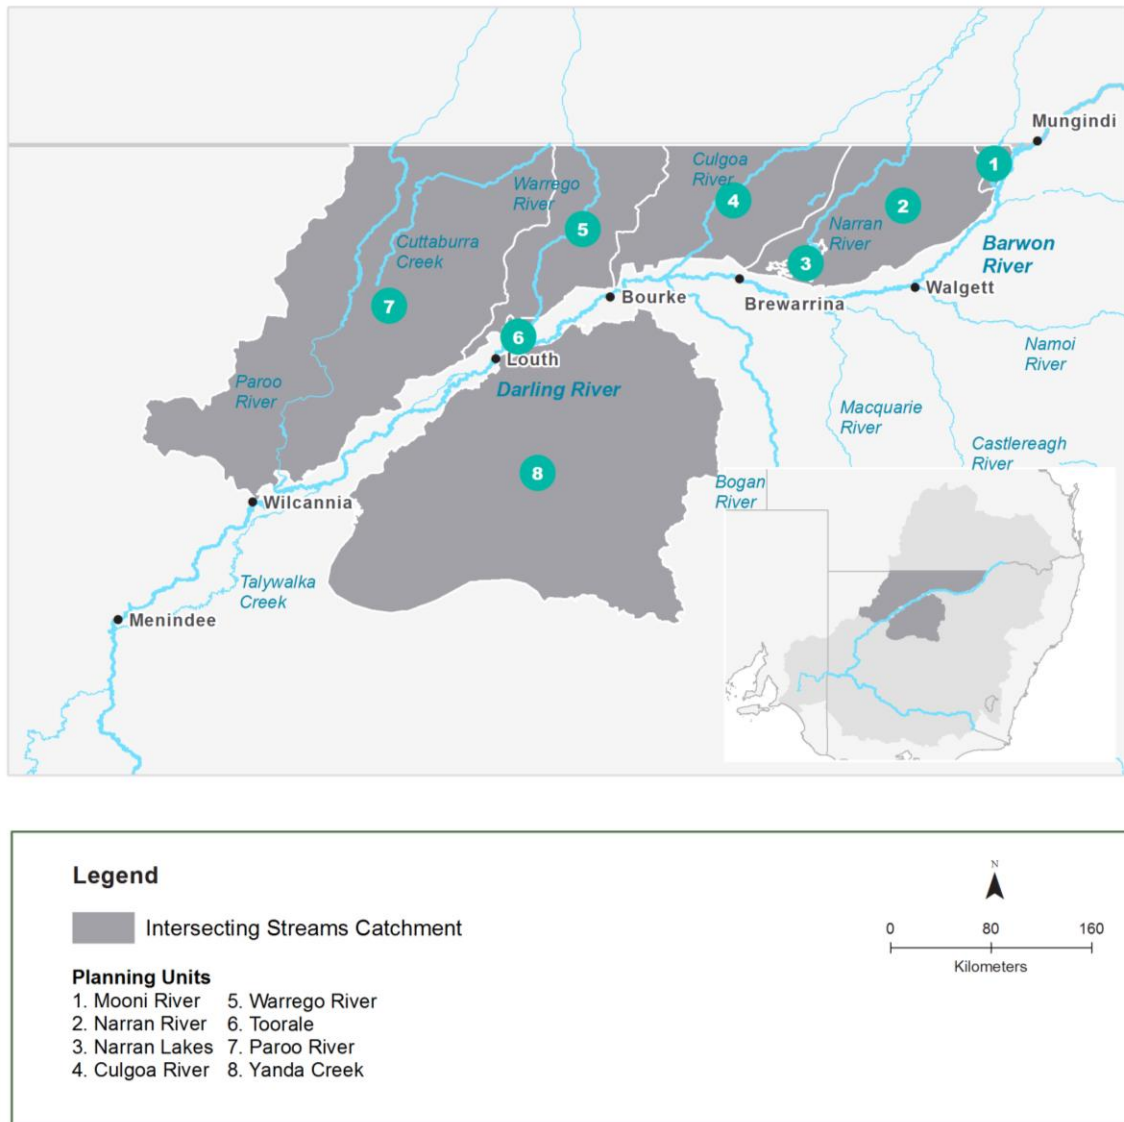 Mungindi
1
Culgoa
River
Warrego
River
4
2
5
Narran
River
Cuttaburra
Creek
Barwon
River
3
7
Bourke
Brewarrina
Walgett
6
Louth
Namoi
River
Paroo
River
Darling River
Macquarie
River
Castlereagh
River
8
Bogan
River
Wilcannia
Talywalka
Creek
Menindee
Legend
N
Intersecting Streams Catchment
0 80 160
Kilometers
Planning Units
1. Mooni River 5. Warrego River
2. Narran River 6. Toorale
3. Narran Lakes 7. Paroo River
4. Culgoa River 8. Yanda Creek